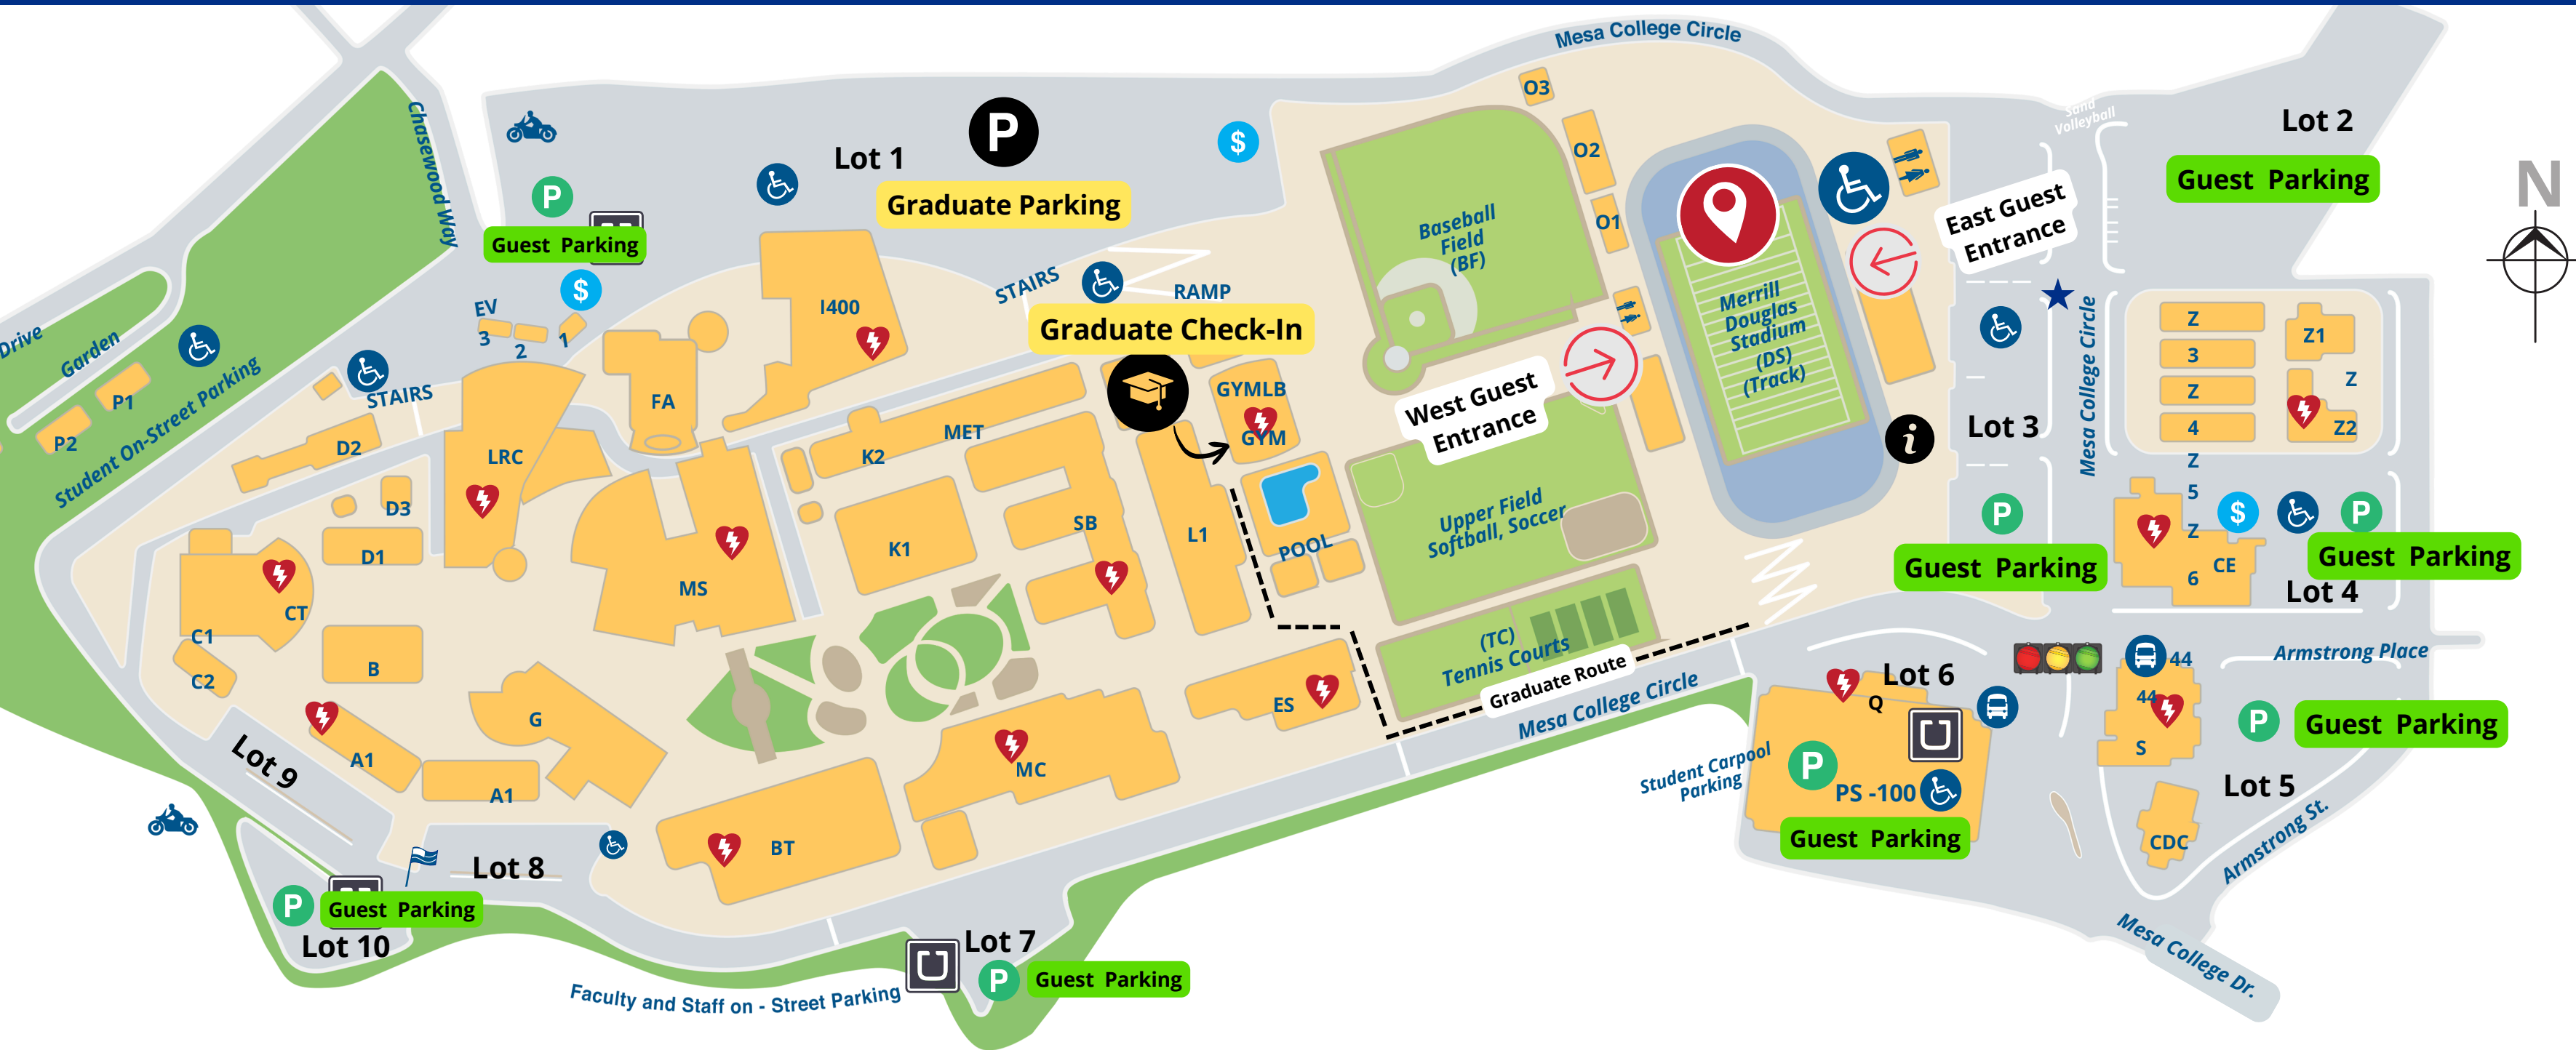 Mesa College Circle
Sand
Volleyball
Lot 2
Guest Parking
N
Chasewood Way
P
Lot 1
$
Graduate Parking
P
Guest Parking
$
EV
3
2
1
STAIRS
RAMP
Graduate Check-In
I400
FA
O3
O2
O1
Baseball
Field
(BF)
Merrill
Douglas
Stadium
(DS)
(Track)
East Guest
Entrance
West Guest
Entrance
Mesa College Circle
Lot 3
i
Z
3
Z
4
Z
5
Z
6
Z1
Z
Z2
$
P
CE
Guest Parking
Lot 4
P
Guest Parking
Drive
Garden
P1
P2
Student On-Street Parking
STAIRS
D2
D3
D1
LRC
MS
MET
K2
K1
SB
L1
GYMLB
GYM
POOL
Upper Field
Softball, Soccer
(TC)
Tennis Courts
Graduate Route
Mesa College Circle
ES
CT
C1
C2
B
A1
G
A1
MC
BT
Lot 9
Lot 8
P
Guest Parking
Lot 10
Faculty and Staff on - Street Parking
U
Lot 7
P
Guest Parking
Student Carpool
Parking
Lot 6
Q
U
P
PS -100
Guest Parking
44
44
S
Armstrong Place
P
Guest Parking
Lot 5
CDC
Armstrong St.
Mesa College Dr.